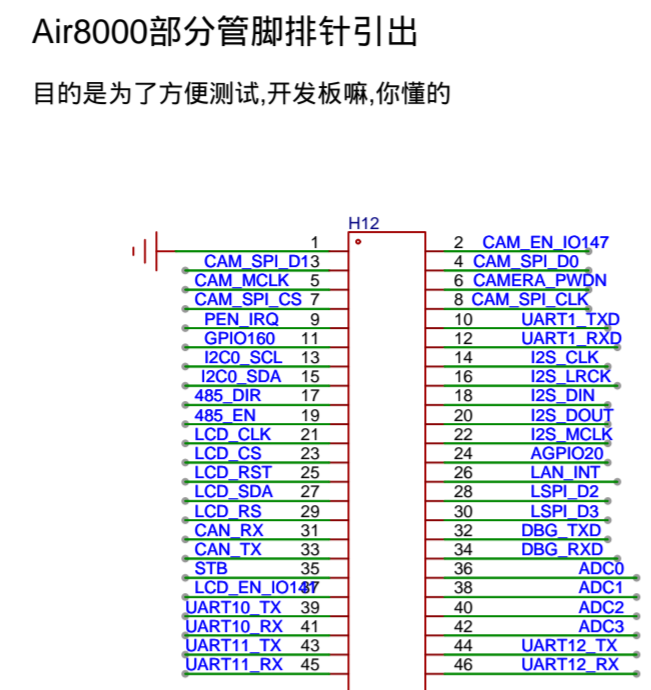 Air8000部分管脚排针引出
目的是为了方便测试,开发板嘛,你懂的
H12
1 2 CAM_EN_IO147
CAM_SPI_D1 3 4 CAM_SPI_D0
CAM_MCLK 5 6 CAMERA_PWDN
CAM_SPI_CS 7 8 CAM_SPI_CLK
PEN_IRQ 9 10 UART1_TXD
GPIO160 11 12 UART1_RXD
I2C0_SCL 13 14 I2S_CLK
I2C0_SDA 15 16 I2S_LRCK
485_DIR 17 18 I2S_DIN
485_EN 19 20 I2S_DOUT
LCD_CLK 21 22 I2S_MCLK
LCD_CS 23 24 AGPIO20
LCD_RST 25 26 LAN_INT
LCD_SDA 27 28 LSPI_D2
LCD_RS 29 30 LSPI_D3
CAN_RX 31 32 DBG_TXD
CAN_TX 33 34 DBG_RXD
STB 35 36 ADC0
LCD_EN_IO141 37 38 ADC1
UART10_TX 39 40 ADC2
UART10_RX 41 42 ADC3
UART11_TX 43 44 UART12_TX
UART11_RX 45 46 UART12_RX